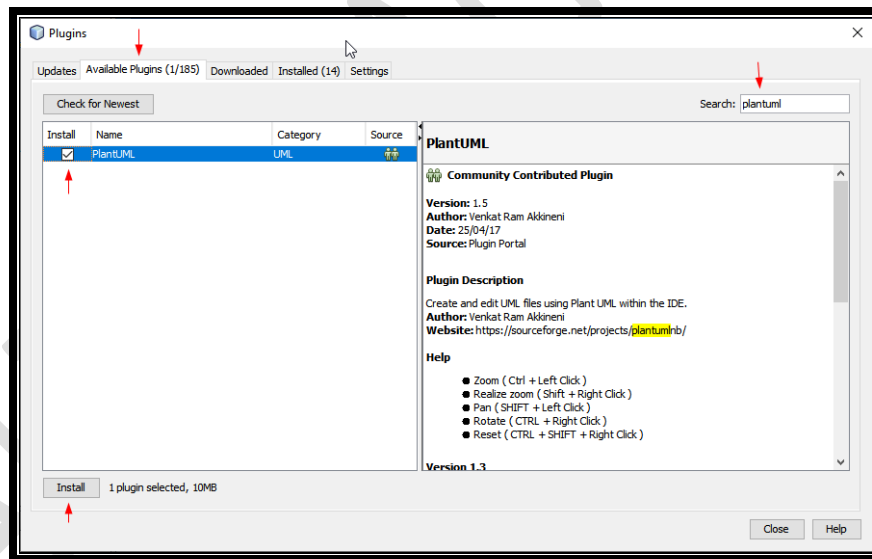 Plugins
Updates Available Plugins (1/185) Downloaded Installed (14) Settings
Check for Newest Search: plantuml
Install Name Category Source
PlantUML UML
PlantUML
Community Contributed Plugin
Version: 1.5
Author: Venkat Ram Akkineni
Date: 25/04/17
Source: Plugin Portal
Plugin Description
Create and edit UML files using Plant UML within the IDE.
Author: Venkat Ram Akkineni
Website: https://sourceforge.net/projects/plantumlnb/
Help
Zoom ( Ctrl + Left Click )
Realize zoom ( Shift + Right Click )
Pan ( SHIFT + Left Click )
Rotate ( CTRL + Right Click )
Reset ( CTRL + SHIFT + Right Click )
Version 1.3
Install 1 plugin selected, 10MB
Close Help